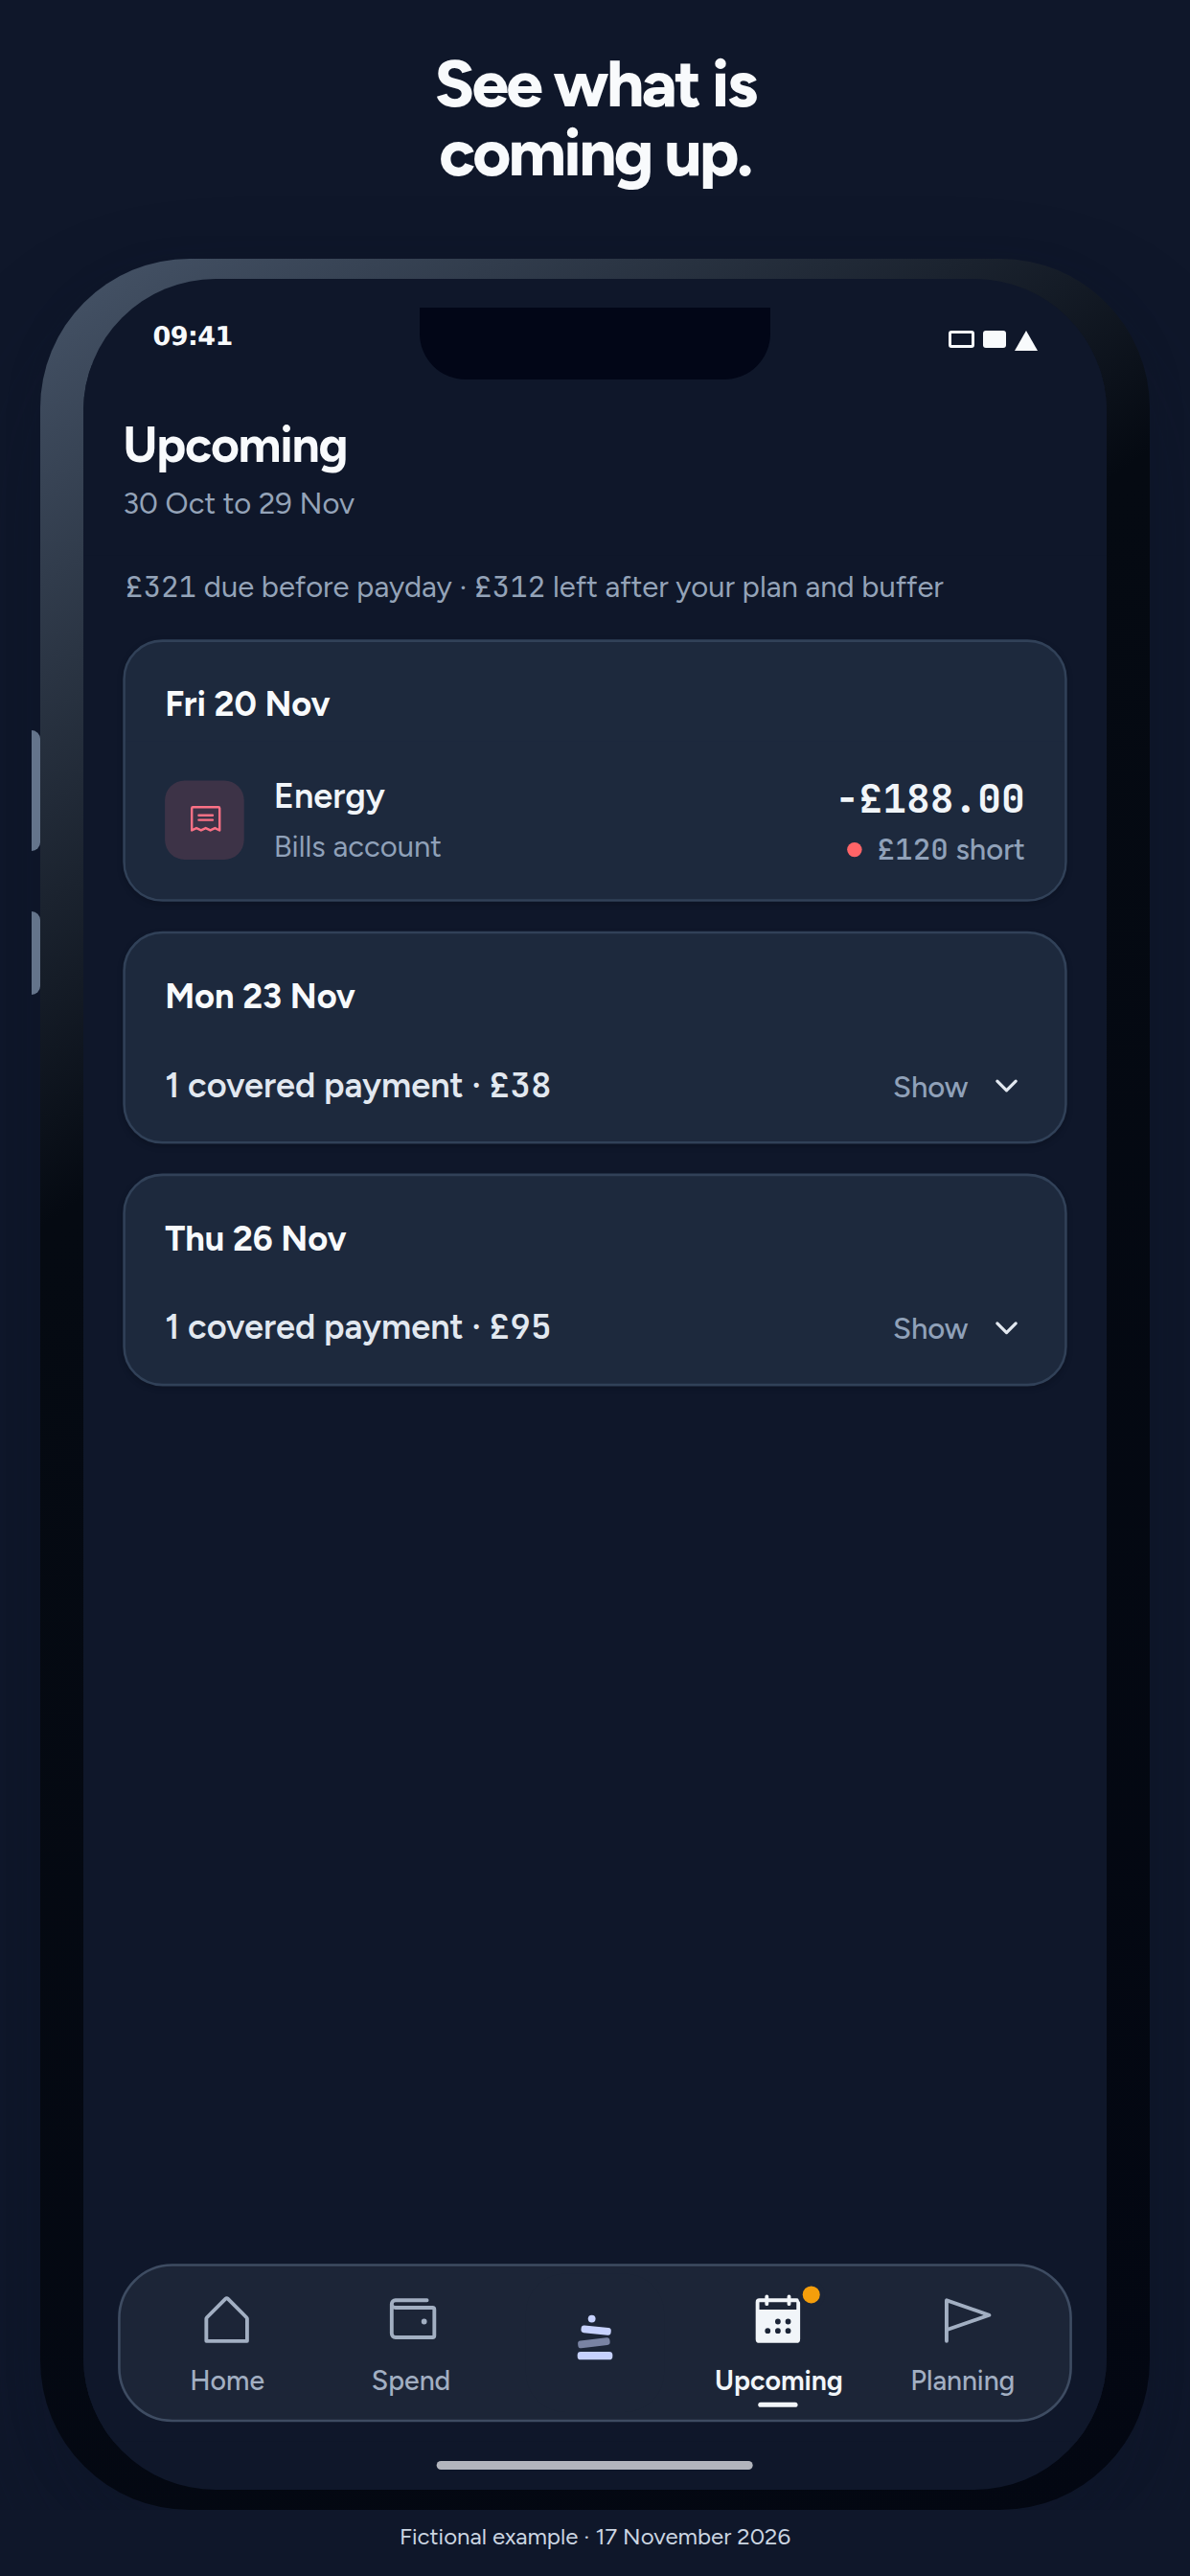 See what is
coming up.
09:41
Upcoming
30 Oct to 29 Nov
£321 due before payday · £312 left after your plan and buffer
Fri 20 Nov
Energy
-£188.00
Bills account
£120 short
Mon 23 Nov
1 covered payment · £38
Show
Thu 26 Nov
1 covered payment · £95
Show
Home
Spend
Upcoming
Planning
Fictional example · 17 November 2026